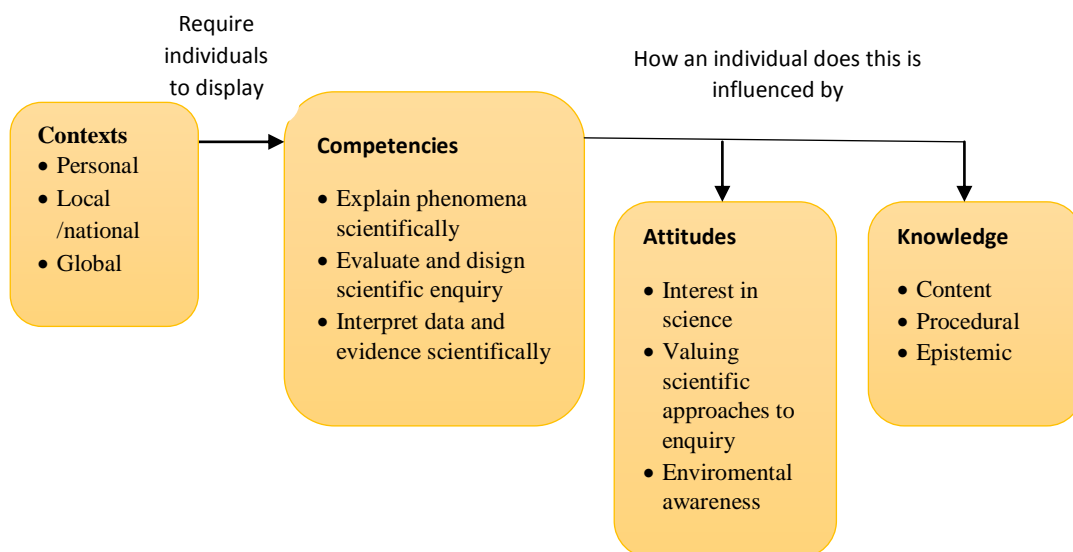 Require
individuals
to display
How an individual does this is
influenced by
Contexts
• Personal
• Local
/national
• Global
Competencies
• Explain phenomena
scientifically
• Evaluate and disign
scientific enquiry
• Interpret data and
evidence scientifically
Attitudes
• Interest in
science
• Valuing
scientific
approaches to
enquiry
• Enviromental
awareness
Knowledge
• Content
• Procedural
• Epistemic